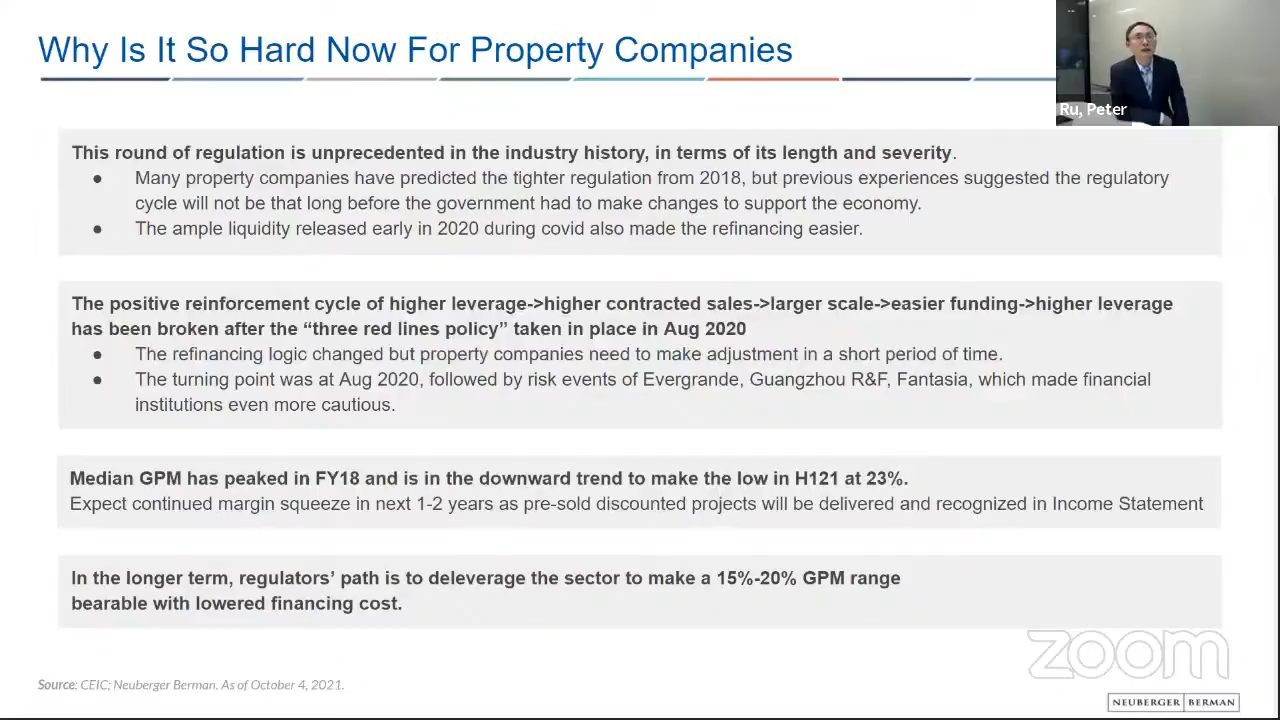 Why Is It So Hard Now For Property Companies
Ru, Peter
This round of regulation is unprecedented in the industry history, in terms of its length and severity.
● Many property companies have predicted the tighter regulation from 2018, but previous experiences suggested the regulatory
cycle will not be that long before the government had to make changes to support the economy.
● The ample liquidity released early in 2020 during covid also made the refinancing easier.
The positive reinforcement cycle of higher leverage->higher contracted sales->larger scale->easier funding->higher leverage
has been broken after the “three red lines policy” taken in place in Aug 2020
● The refinancing logic changed but property companies need to make adjustment in a short period of time.
● The turning point was at Aug 2020, followed by risk events of Evergrande, Guangzhou R&F, Fantasia, which made financial
institutions even more cautious.
Median GPM has peaked in FY18 and is in the downward trend to make the low in H121 at 23%.
Expect continued margin squeeze in next 1-2 years as pre-sold discounted projects will be delivered and recognized in Income Statement
In the longer term, regulators’ path is to deleverage the sector to make a 15%-20% GPM range
bearable with lowered financing cost.
zoom
Source: CEIC; Neuberger Berman. As of October 4, 2021.
NEUBERGER | BERMAN